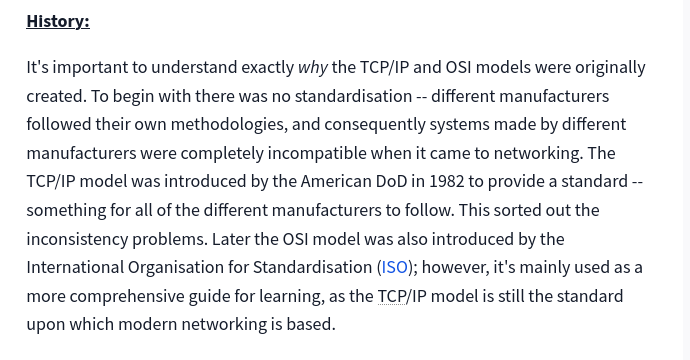 History:
It's important to understand exactly why the TCP/IP and OSI models were originally
created. To begin with there was no standardisation -- different manufacturers
followed their own methodologies, and consequently systems made by different
manufacturers were completely incompatible when it came to networking. The
TCP/IP model was introduced by the American DoD in 1982 to provide a standard --
something for all of the different manufacturers to follow. This sorted out the
inconsistency problems. Later the OSI model was also introduced by the
International Organisation for Standardisation (ISO); however, it's mainly used as a
more comprehensive guide for learning, as the TCP/IP model is still the standard
upon which modern networking is based.